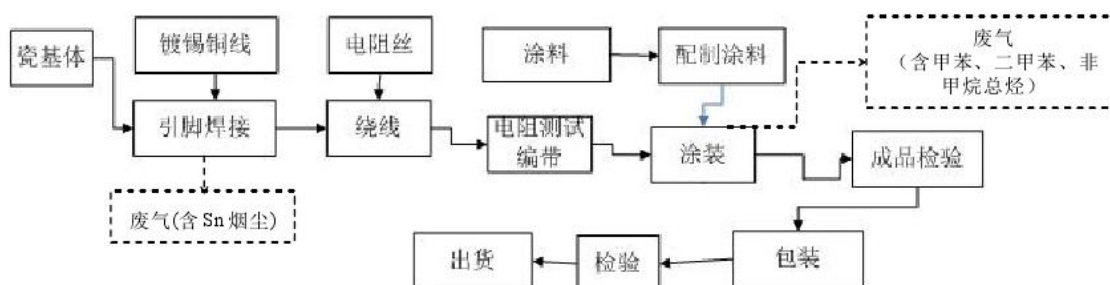 瓷基体
镀锡铜线
电阻丝
涂料
配制涂料
废气
（含甲苯、二甲苯、非
甲烷总烃）
引脚焊接
绕线
电阻测试
编带
涂装
成品检验
废气(含Sn烟尘)
出货
检验
包装